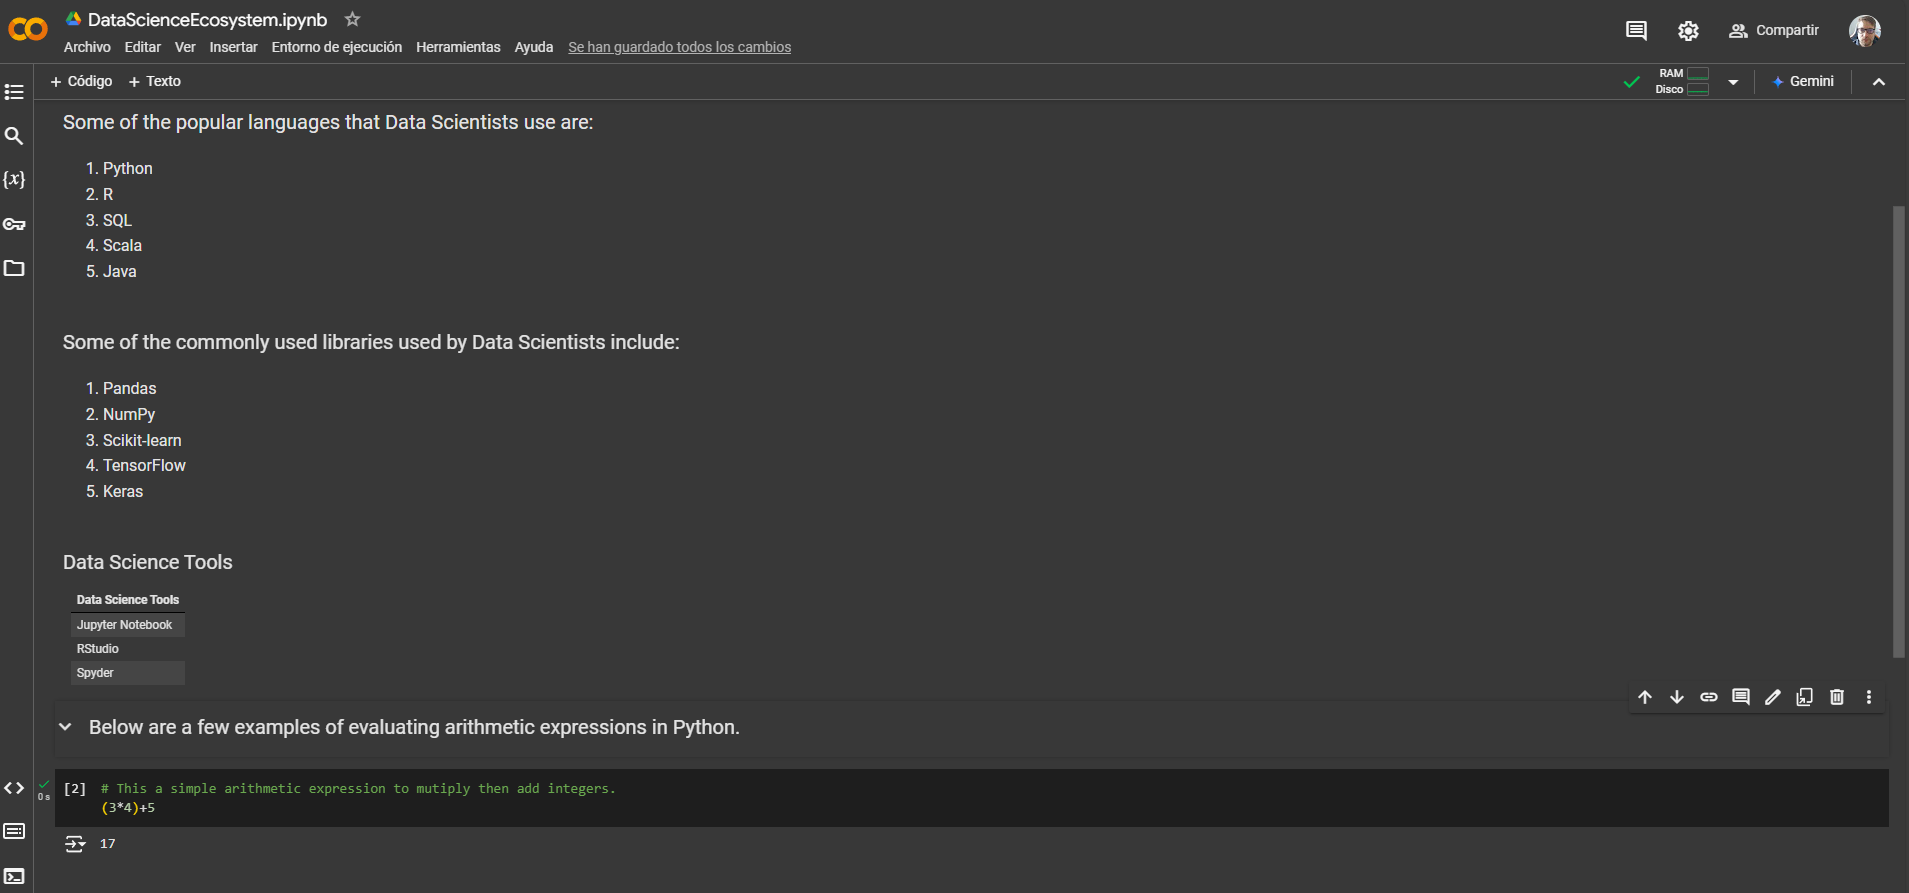 DataScienceEcosystem.ipynb
Archivo Editar Ver Insertar Entorno de ejecución Herramientas Ayuda Se han guardado todos los cambios
Compartir
+ Código + Texto
RAM
Disco
Gemini
Some of the popular languages that Data Scientists use are:
1. Python
2. R
3. SQL
4. Scala
5. Java
Some of the commonly used libraries used by Data Scientists include:
1. Pandas
2. NumPy
3. Scikit-learn
4. TensorFlow
5. Keras
Data Science Tools
Data Science Tools
Jupyter Notebook
RStudio
Spyder
Below are a few examples of evaluating arithmetic expressions in Python.
[2] # This a simple arithmetic expression to mutiply then add integers.
(3*4)+5
0 s
17